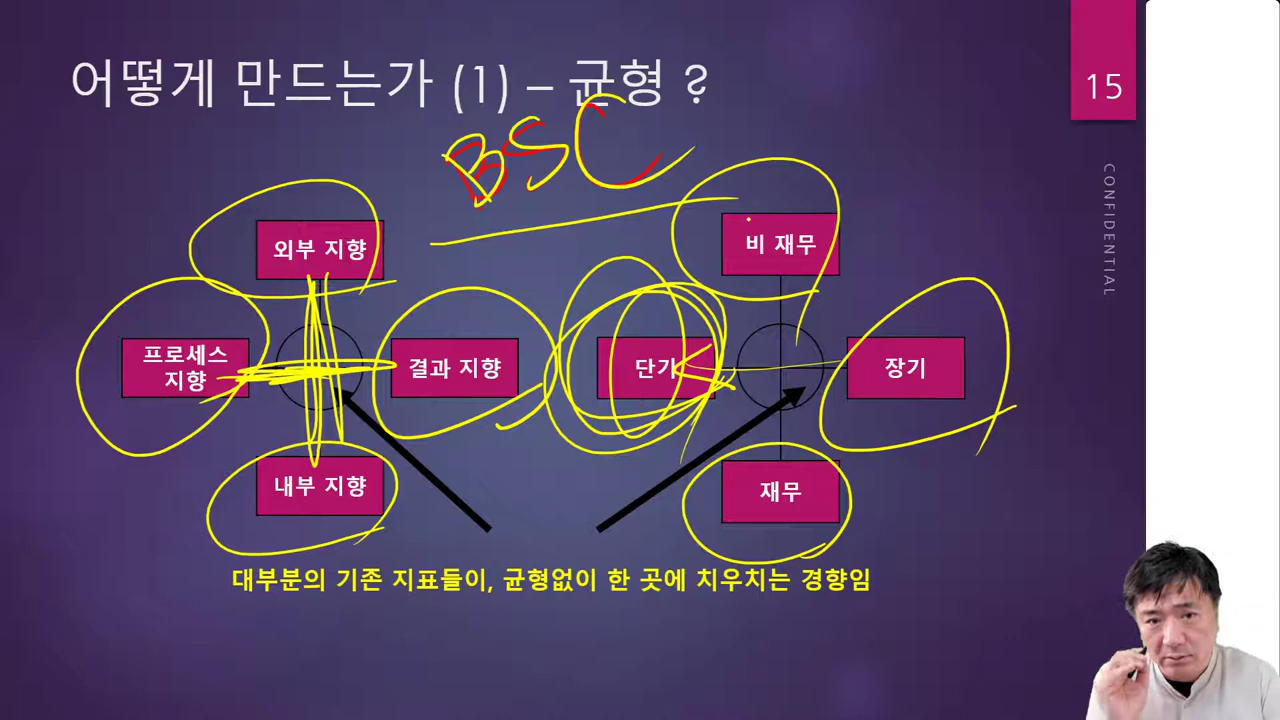 어떻게 만드는가 (1) – 균형 ?
15
CONFIDENTIAL
BSC
외부 지향
비 재무
프로세스
지향
결과 지향
단기
장기
내부 지향
재무
대부분의 기존 지표들이, 균형없이 한 곳에 치우치는 경향임